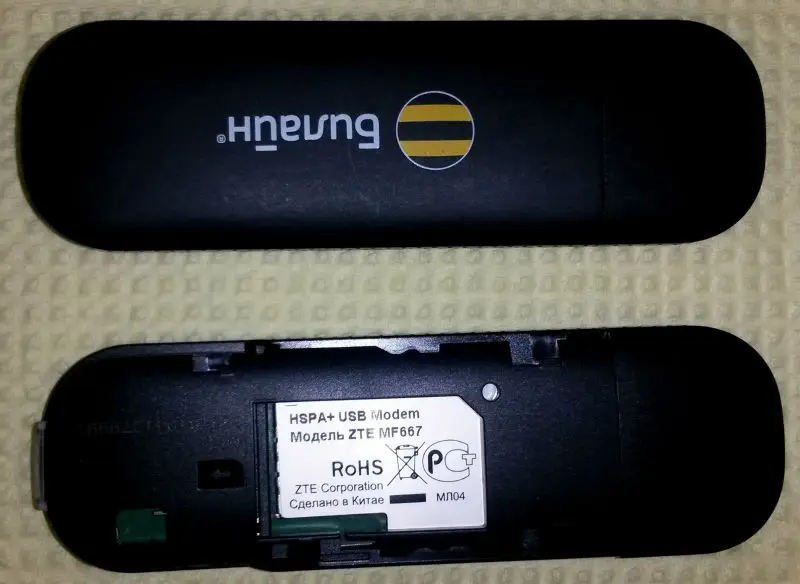 Билайн®
HSPA+ USB Modem
Модель ZTE MF667
RoHS
ZTE Corporation
Сделано в Китае
МЛ04